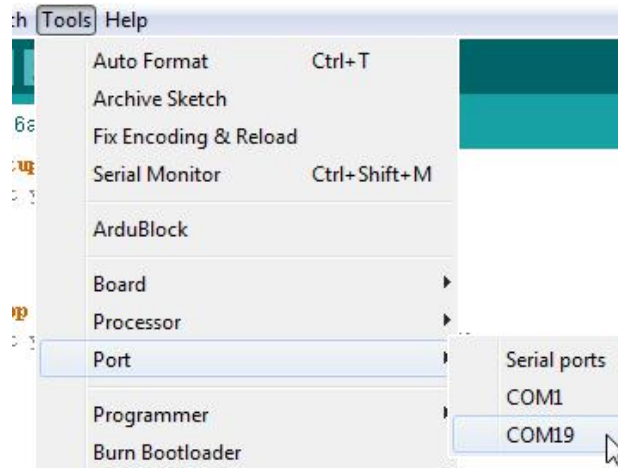 Tools Help
Auto Format Ctrl+T
Archive Sketch
Fix Encoding & Reload
Serial Monitor Ctrl+Shift+M
ArduBlock
Board
Processor
Port
Serial ports
COM1
Programmer
COM19
Burn Bootloader